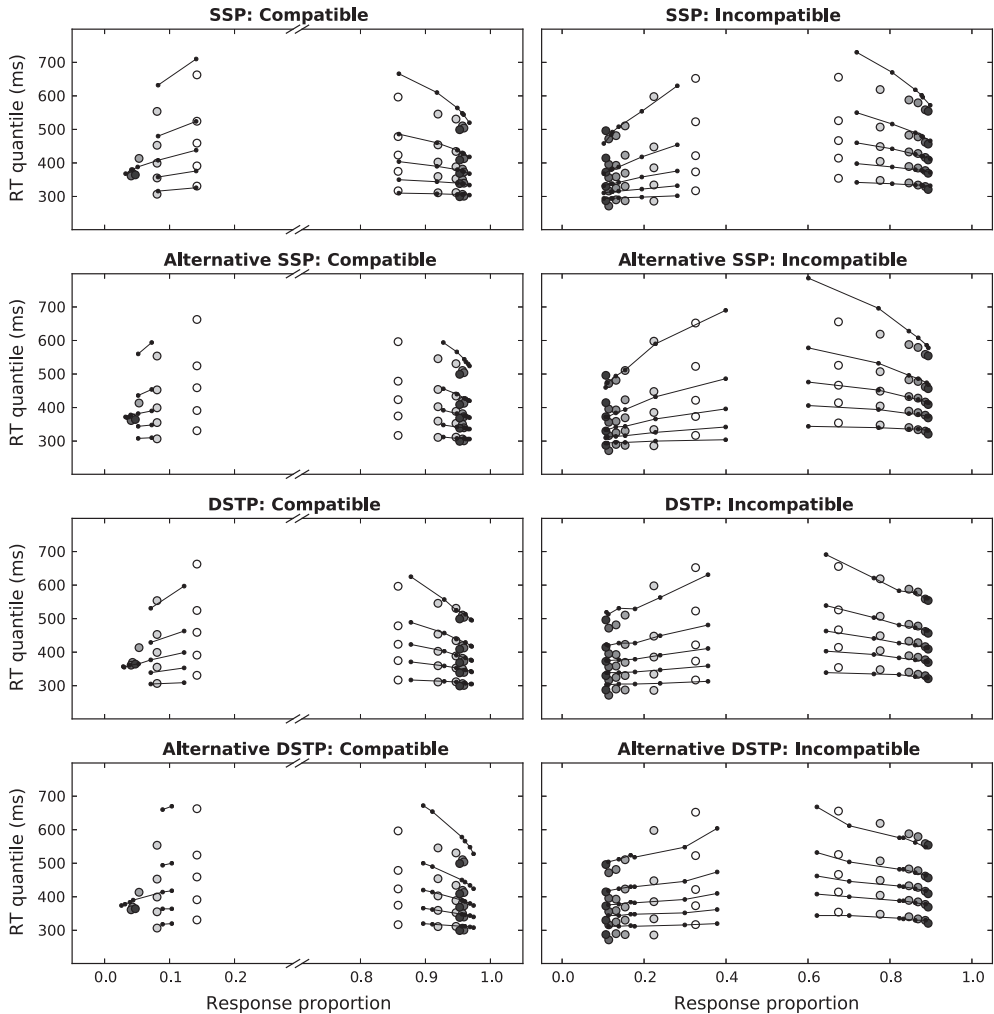 SSP: Compatible
SSP: Incompatible
RT quantile (ms)
700
600
500
400
300
Alternative SSP: Compatible
Alternative SSP: Incompatible
RT quantile (ms)
700
600
500
400
300
DSTP: Compatible
DSTP: Incompatible
RT quantile (ms)
700
600
500
400
300
Alternative DSTP: Compatible
Alternative DSTP: Incompatible
RT quantile (ms)
700
600
500
400
300
0.0 0.1 0.2 0.8 0.9 1.0
0.0 0.2 0.4 0.6 0.8 1.0
Response proportion
Response proportion